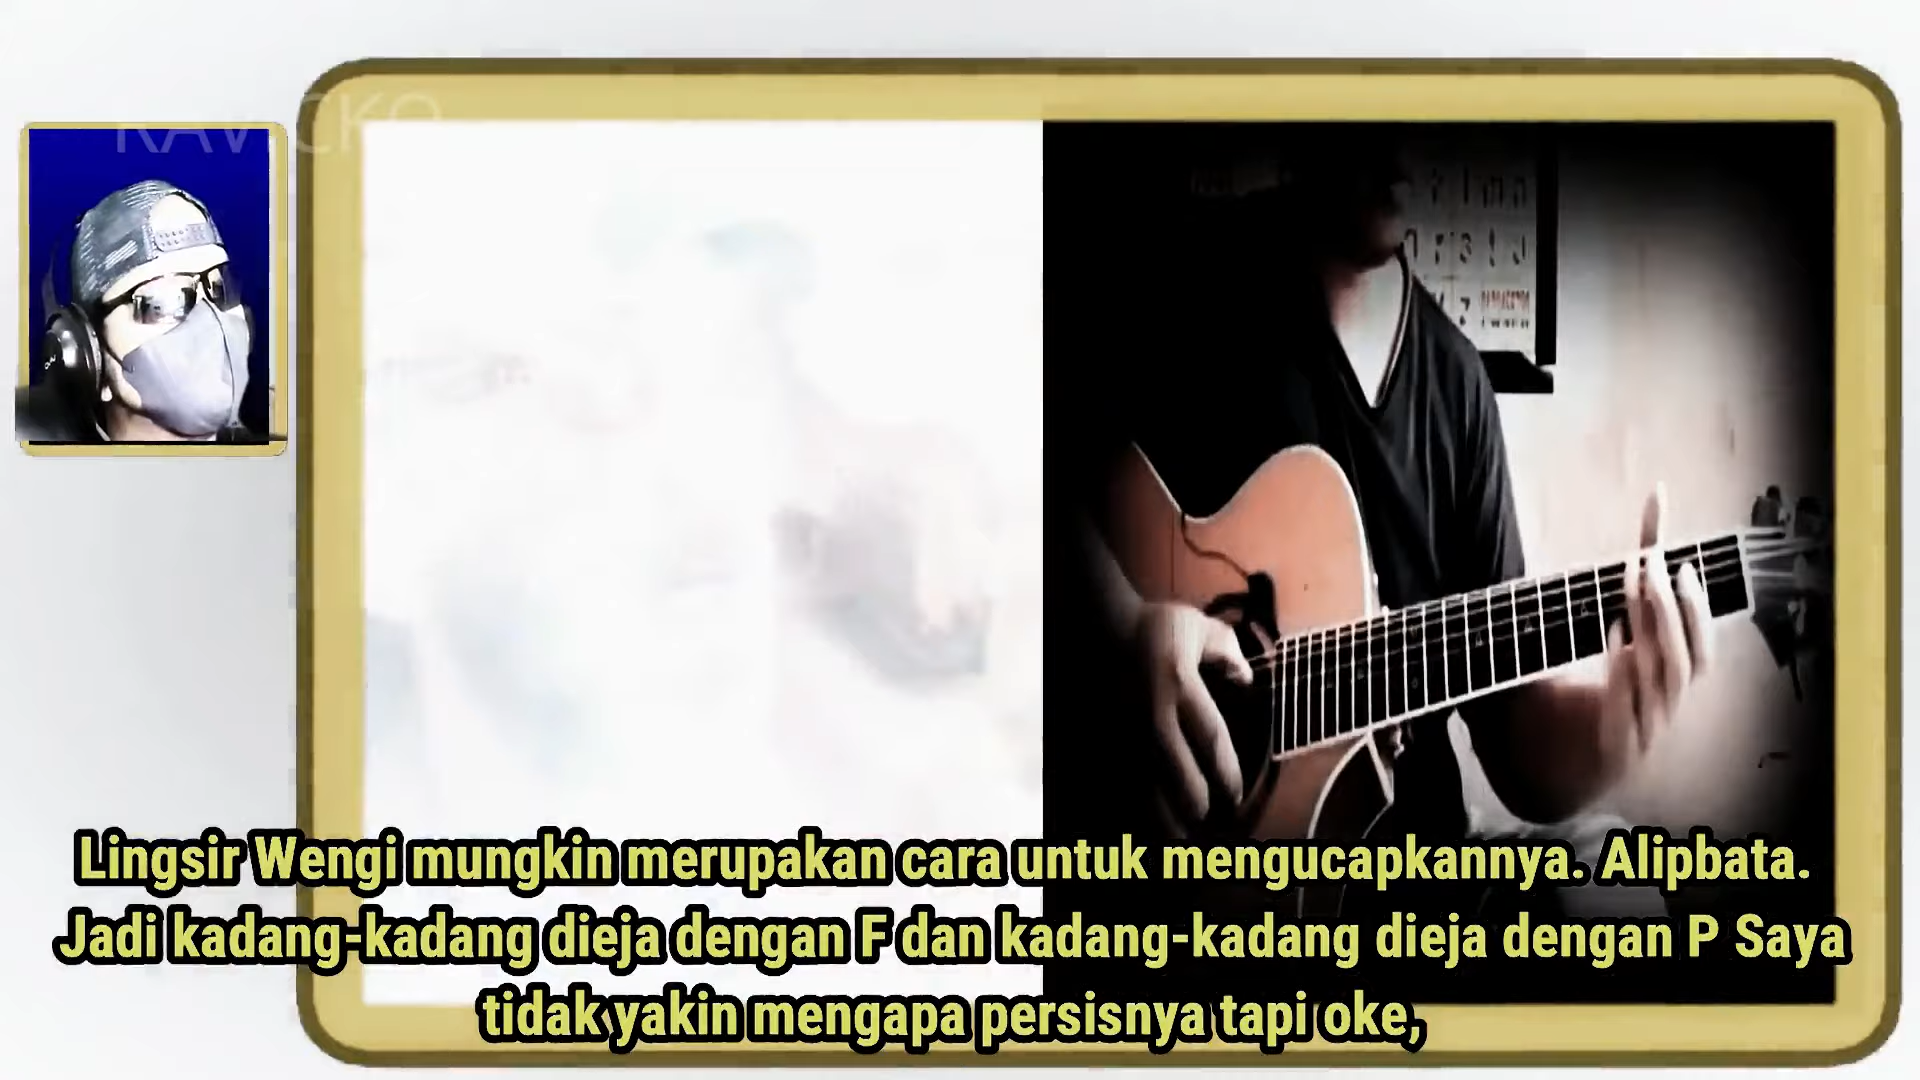 RAVICKO
Lingsir Wengi mungkin merupakan cara untuk mengucapkannya. Alipbata.
Jadi kadang-kadang dieja dengan F dan kadang-kadang dieja dengan P Saya
tidak yakin mengapa persisnya tapi oke,